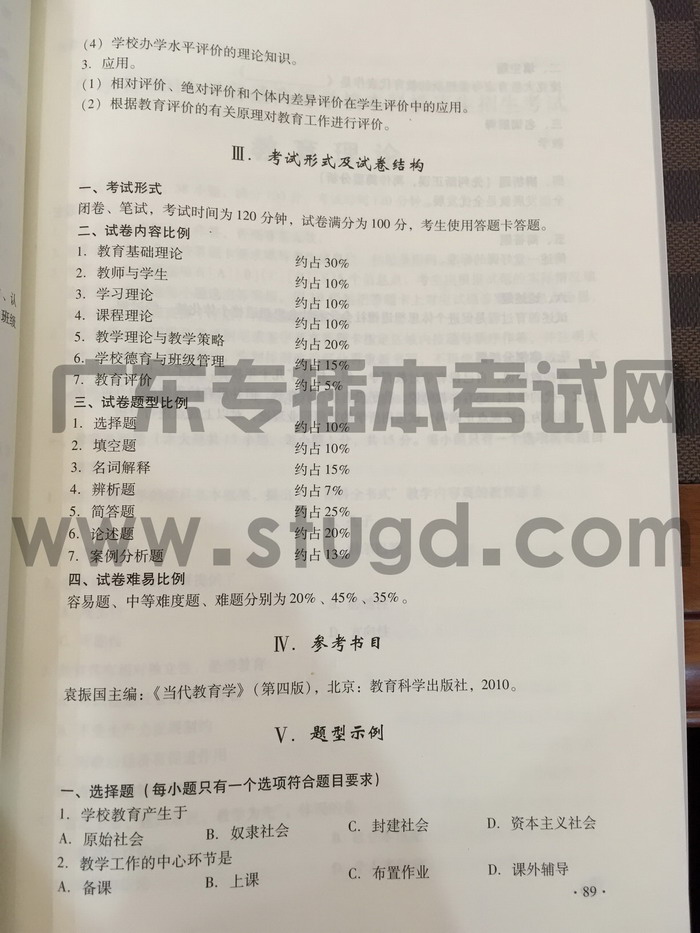 (4) 学校办学水平评价的理论知识。
3. 应用。
(1) 相对评价、绝对评价和个体内差异评价在学生评价中的应用。
(2) 根据教育评价的有关原理对教育工作进行评价。
Ⅲ. 考试形式及试卷结构
一、考试形式
闭卷、笔试，考试时间为120分钟，试卷满分为100分，考生使用答题卡答题。
二、试卷内容比例
1. 教育基础理论 约占30%
2. 教师与学生 约占10%
3. 学习理论 约占10%
4. 课程理论 约占10%
5. 教学理论与教学策略 约占20%
6. 学校德育与班级管理 约占15%
7. 教育评价 约占5%
广东专插本考试网
三、试卷题型比例
1. 选择题 约占10%
2. 填空题 约占10%
3. 名词解释 约占15%
4. 辨析题 约占7%
5. 简答题 约占25%
www.stugd.com
6. 论述题 约占20%
7. 案例分析题 约占13%
四、试卷难易比例
容易题、中等难度题、难题分别为20%、45%、35%。
Ⅳ. 参考书目
袁振国主编：《当代教育学》（第四版），北京：教育科学出版社，2010。
Ⅴ. 题型示例
一、选择题（每小题只有一个选项符合题目要求）
1. 学校教育产生于
A. 原始社会 B. 奴隶社会 C. 封建社会 D. 资本主义社会
2. 教学工作的中心环节是
A. 备课 B. 上课 C. 布置作业 D. 课外辅导
·89·
、认
班级